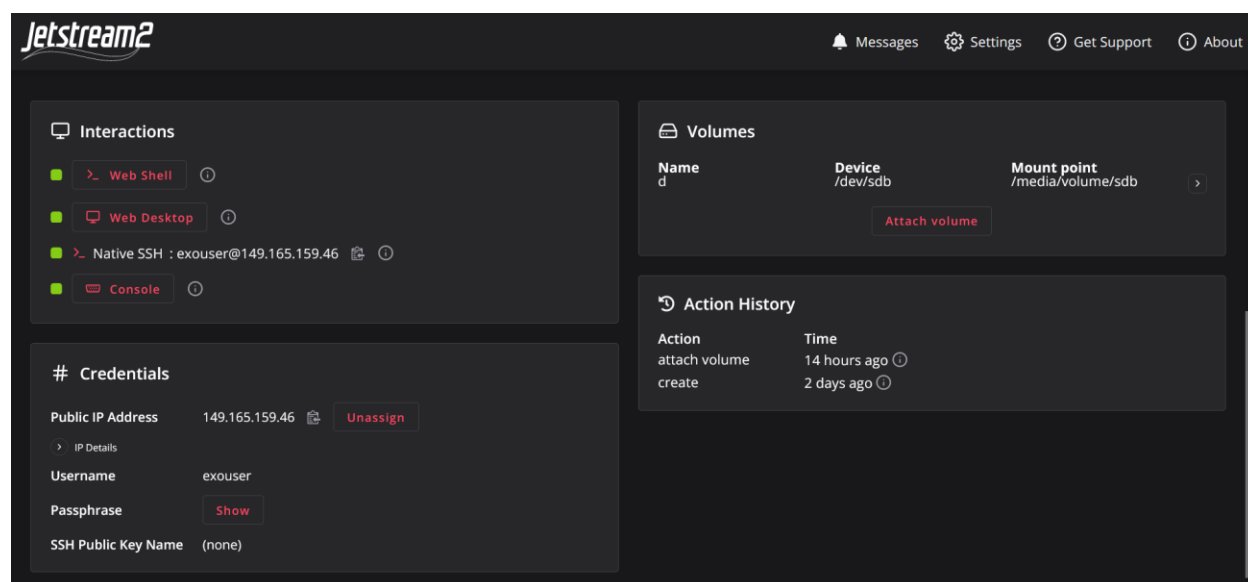 Jetstream2
Messages Settings Get Support About
Interactions
>_ Web Shell
Web Desktop
>_ Native SSH : exouser@149.165.159.46
Console
# Credentials
Public IP Address 149.165.159.46 Unassign
IP Details
Username exouser
Passphrase Show
SSH Public Key Name (none)
Volumes
Name Device Mount point
d /dev/sdb /media/volume/sdb
Attach volume
Action History
Action Time
attach volume 14 hours ago
create 2 days ago